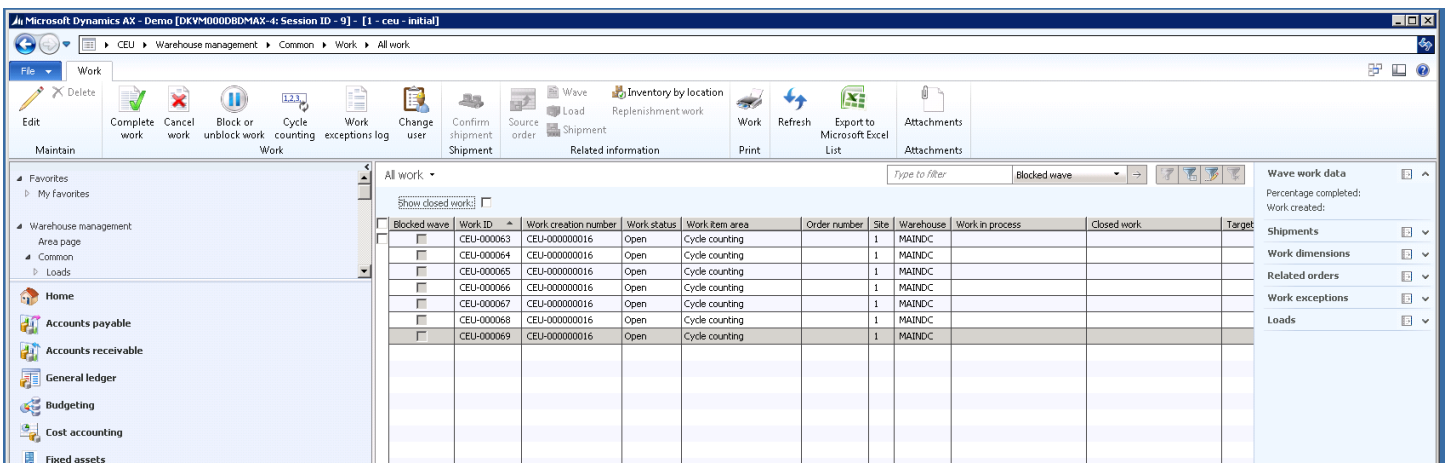 Microsoft Dynamics AX - Demo [DKVM000DBDMAX-4: Session ID - 9] - [1 - ceu - initial]
CEU ▸ Warehouse management ▸ Common ▸ Work ▸ All work
File Work
Delete
Edit
Maintain
Complete work
Cancel work
Block or unblock work
Cycle counting
Work exceptions log
Change user
Work
Confirm shipment
Shipment
Source order
Wave
Load
Shipment
Inventory by location
Replenishment work
Related information
Work
Print
Refresh
Export to Microsoft Excel
List
Attachments
Attachments
Favorites
My favorites
Warehouse management
Area page
Common
Loads
Home
Accounts payable
Accounts receivable
General ledger
Budgeting
Cost accounting
Fixed assets
All work
Type to filter
Blocked wave
Show closed work:
Blocked wave Work ID Work creation number Work status Work item area Order number Site Warehouse Work in process Closed work Target
CEU-000063 CEU-000000016 Open Cycle counting 1 MAINDC
CEU-000064 CEU-000000016 Open Cycle counting 1 MAINDC
CEU-000065 CEU-000000016 Open Cycle counting 1 MAINDC
CEU-000066 CEU-000000016 Open Cycle counting 1 MAINDC
CEU-000067 CEU-000000016 Open Cycle counting 1 MAINDC
CEU-000068 CEU-000000016 Open Cycle counting 1 MAINDC
CEU-000069 CEU-000000016 Open Cycle counting 1 MAINDC
Wave work data
Percentage completed:
Work created:
Shipments
Work dimensions
Related orders
Work exceptions
Loads